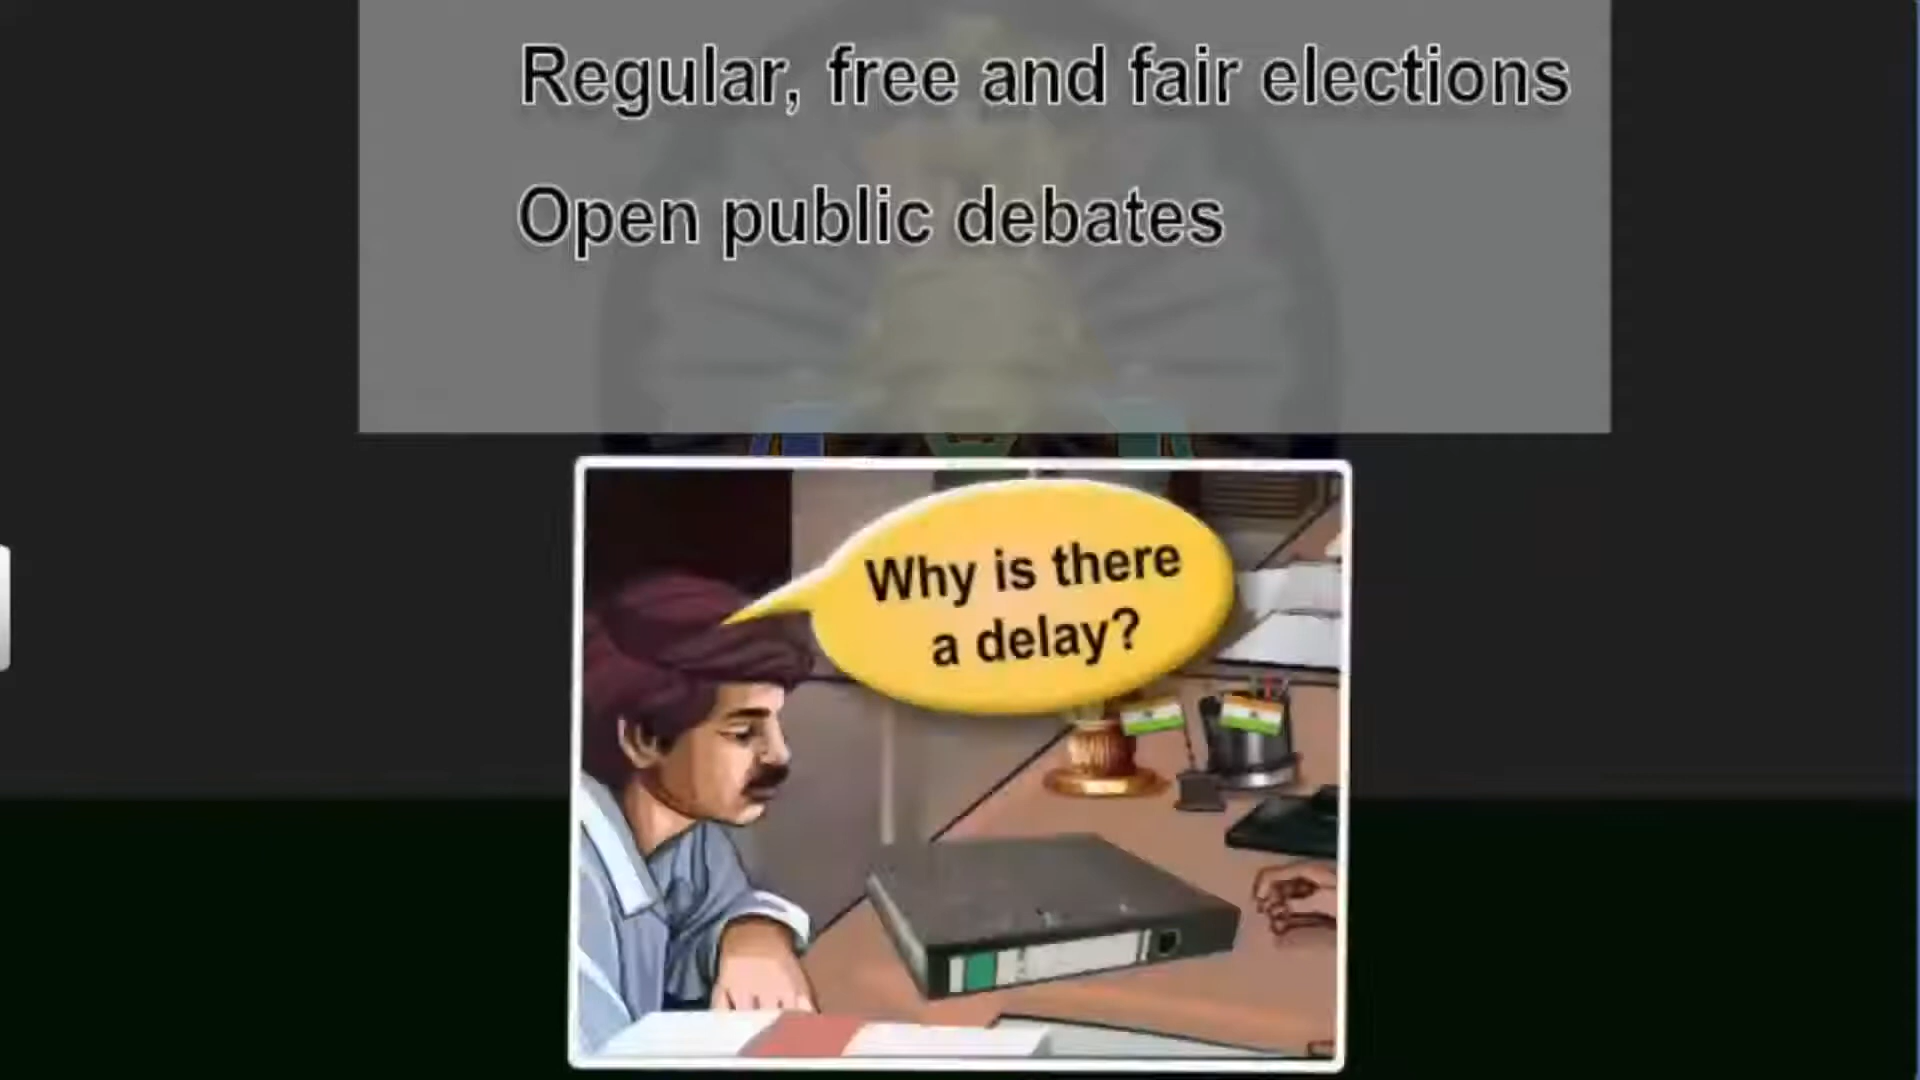 Regular, free and fair elections
Open public debates
Why is there
a delay?